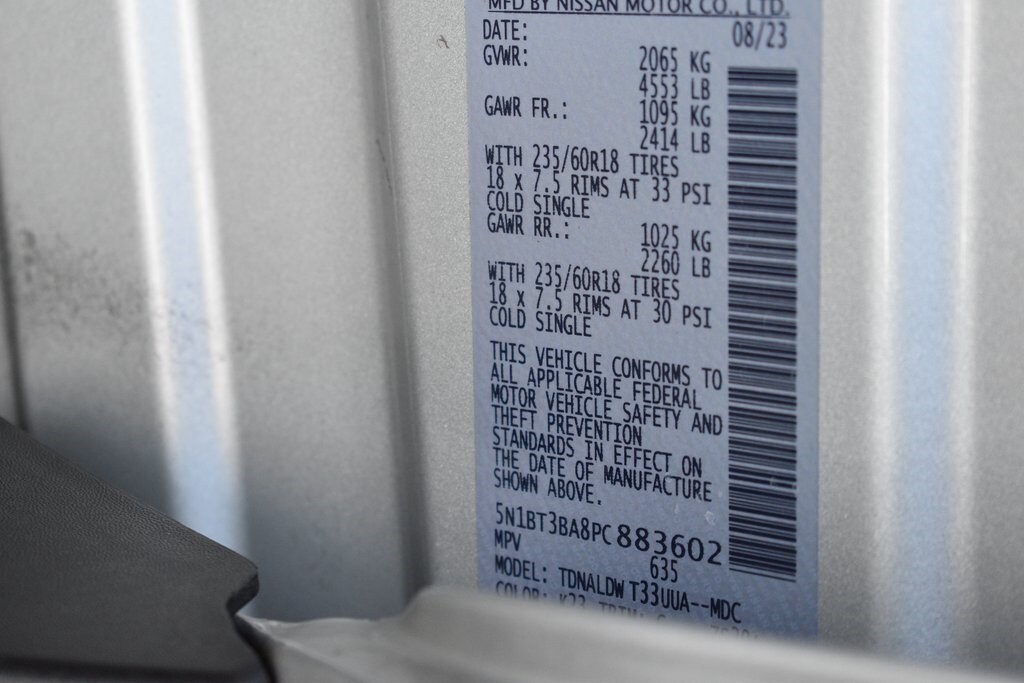 MFD BY NISSAN MOTOR CO., LTD.
DATE: 08/23
GVWR: 2065 KG
4553 LB
GAWR FR.: 1095 KG
2414 LB
WITH 235/60R18 TIRES
18 X 7.5 RIMS AT 33 PSI
COLD SINGLE
GAWR RR.: 1025 KG
2260 LB
WITH 235/60R18 TIRES
18 X 7.5 RIMS AT 30 PSI
COLD SINGLE
THIS VEHICLE CONFORMS TO
ALL APPLICABLE FEDERAL
MOTOR VEHICLE SAFETY AND
THEFT PREVENTION
STANDARDS IN EFFECT ON
THE DATE OF MANUFACTURE
SHOWN ABOVE.
5N1BT3BA8PC883602
MPV 635
MODEL: TDNALDW T33UUA--MDC
COLOR: